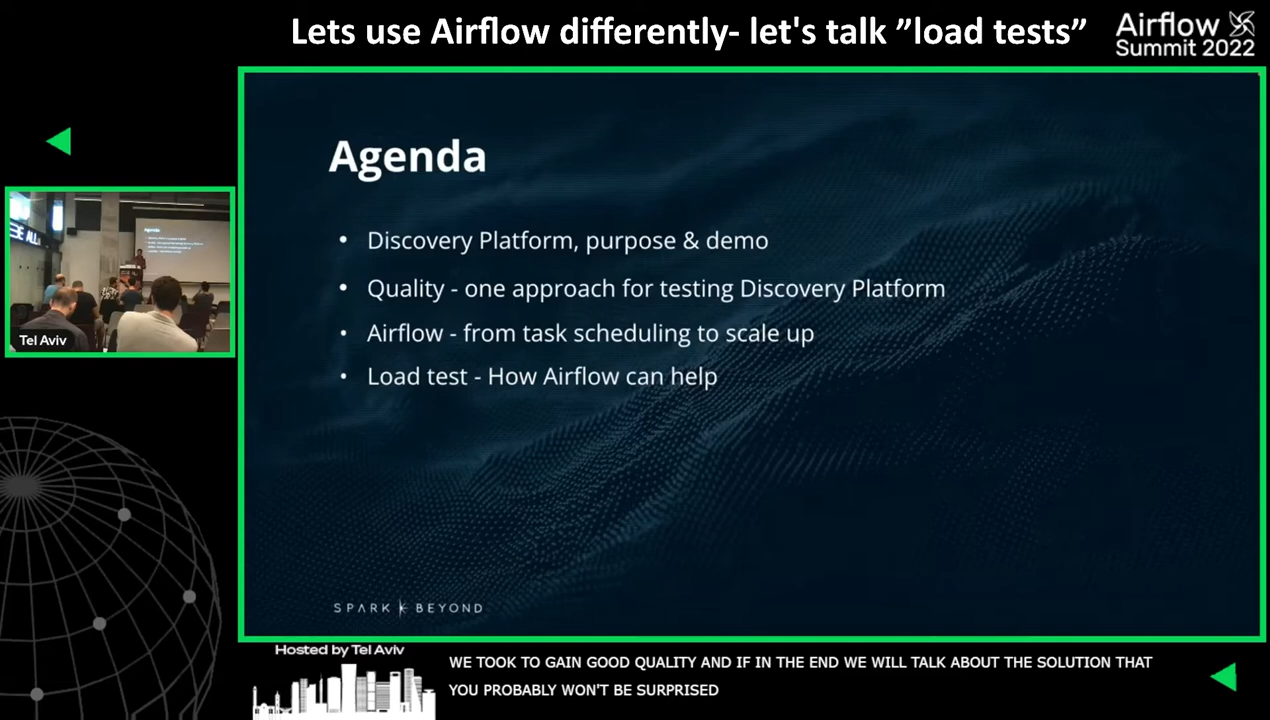 Lets use Airflow differently- let's talk ”load tests”
Airflow
Summit 2022
Agenda
• Discovery Platform, purpose & demo
• Quality - one approach for testing Discovery Platform
• Airflow - from task scheduling to scale up
• Load test - How Airflow can help
Tel Aviv
SPARK BEYOND
Hosted by Tel Aviv
WE TOOK TO GAIN GOOD QUALITY AND IF IN THE END WE WILL TALK ABOUT THE SOLUTION THAT
YOU PROBABLY WON'T BE SURPRISED